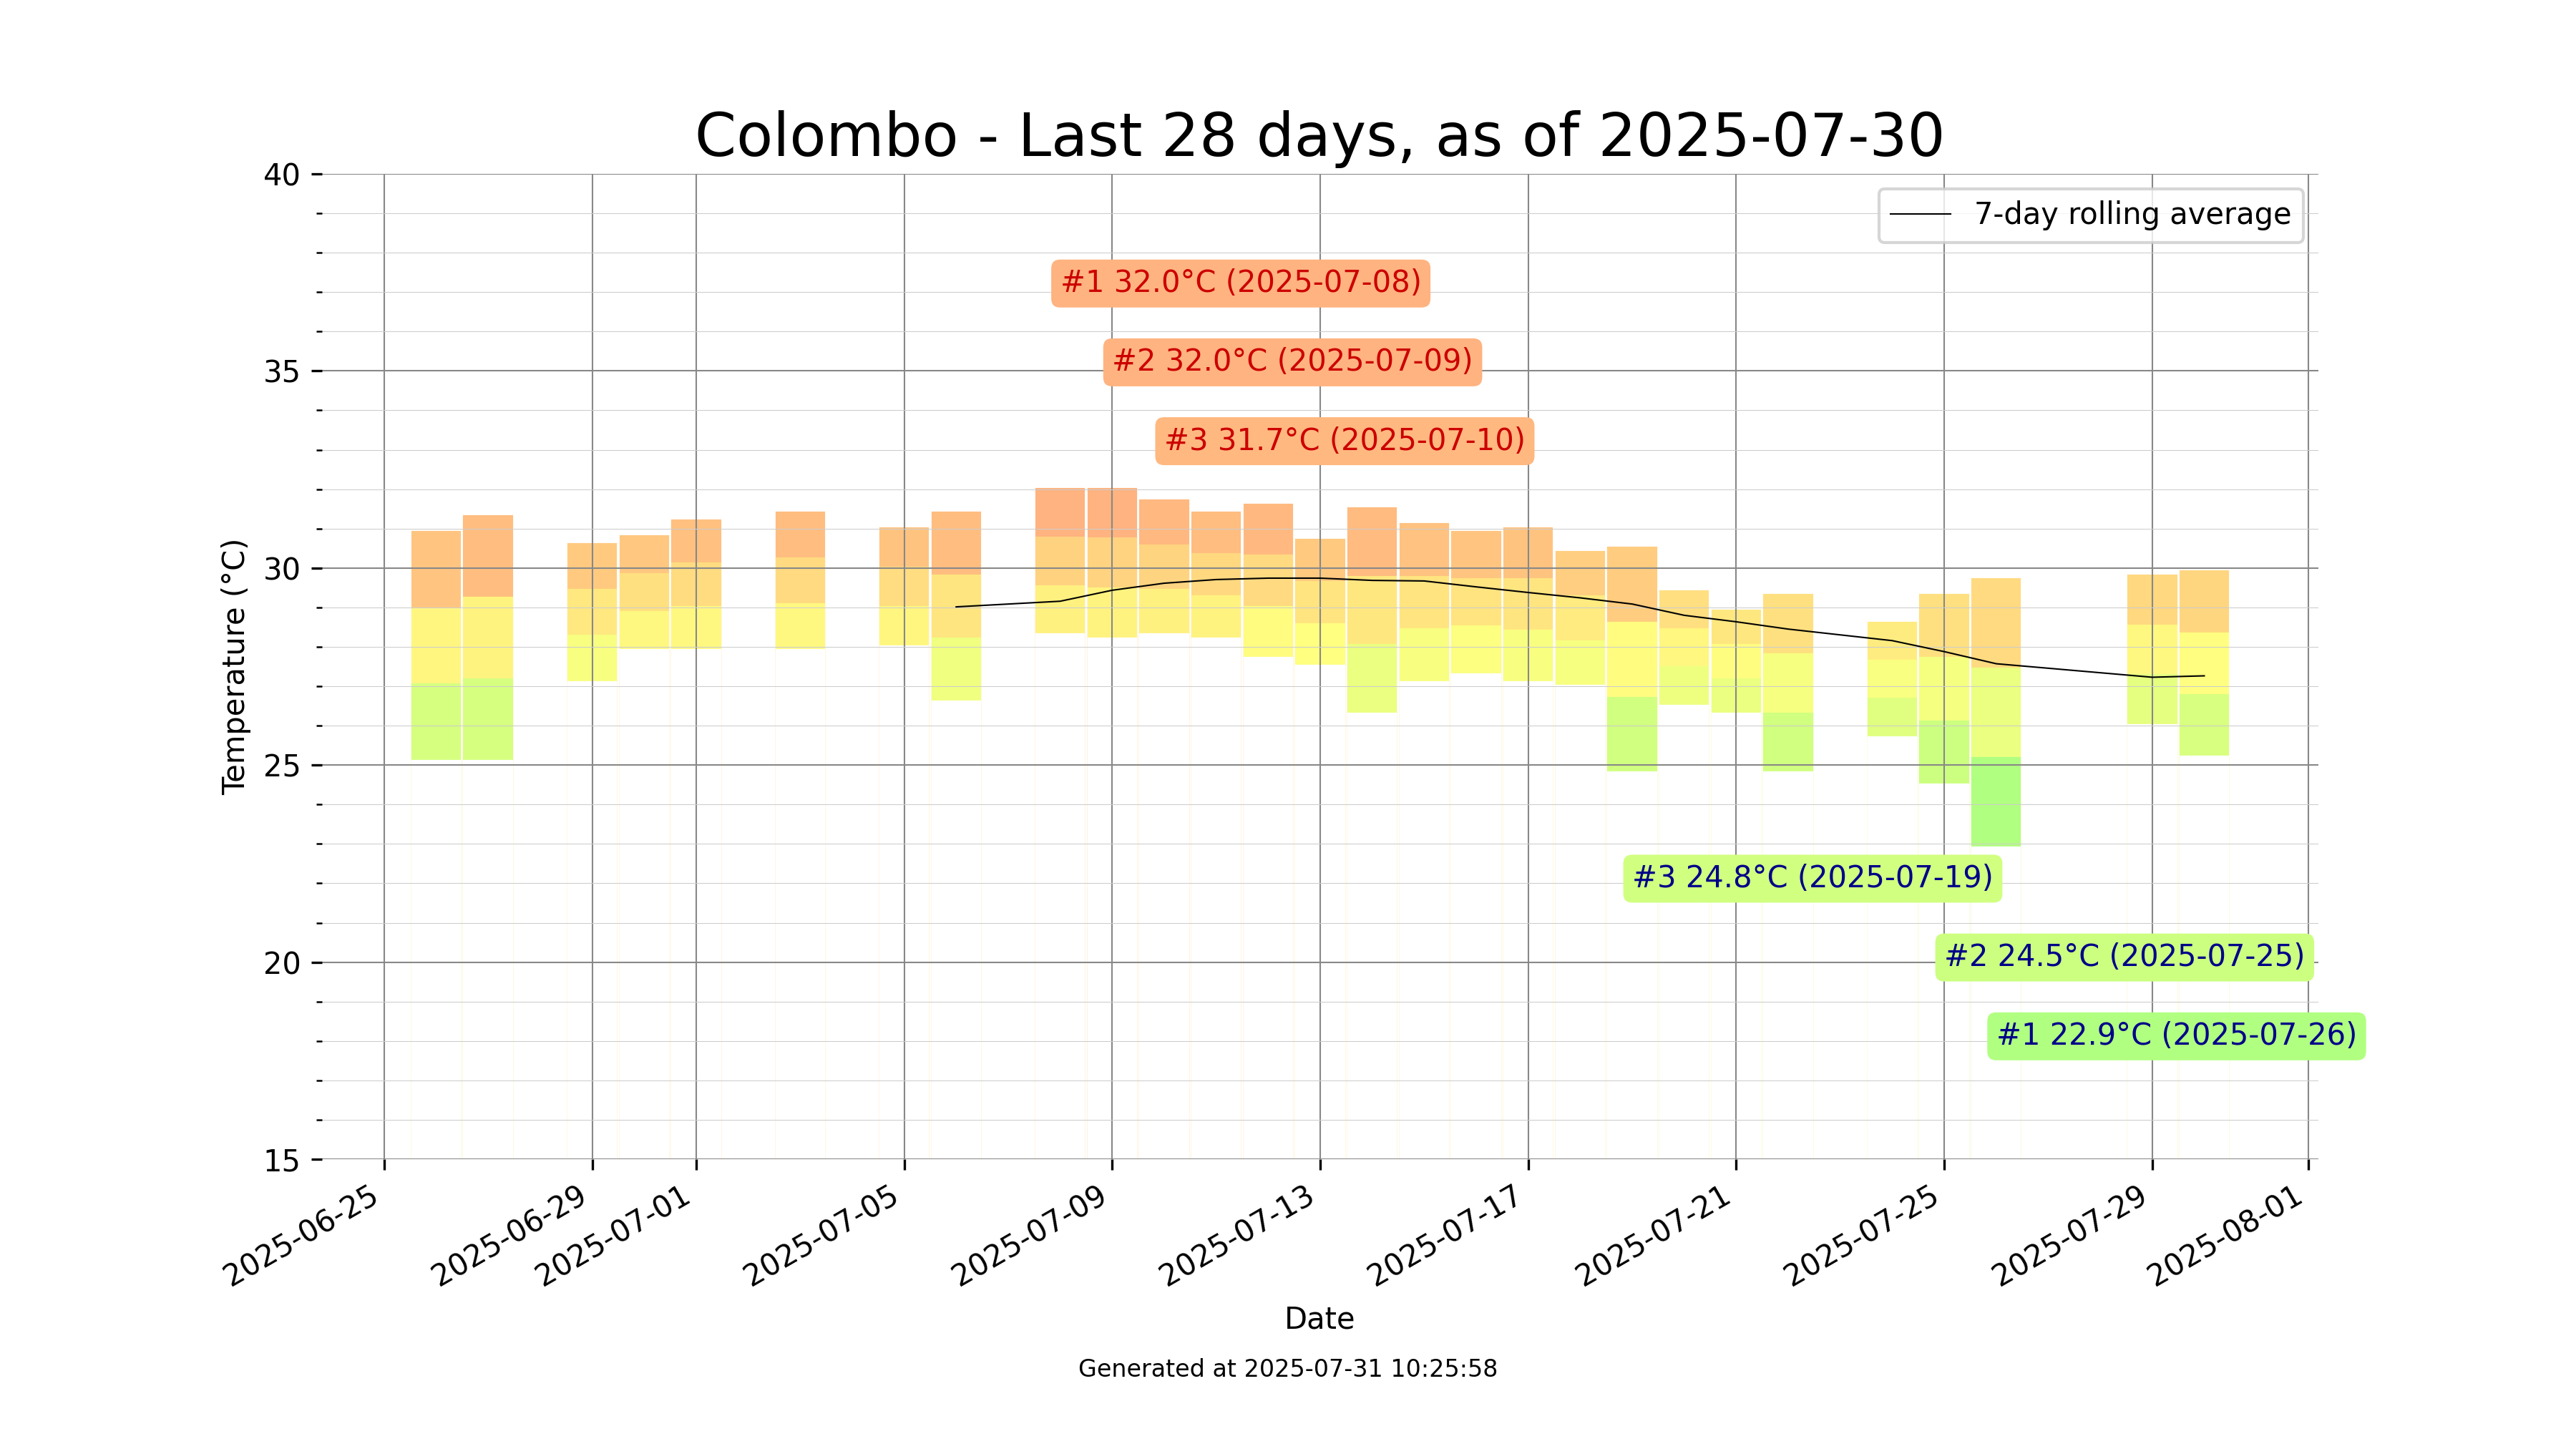 Colombo - Last 28 days, as of 2025-07-30
7-day rolling average
#1 32.0°C (2025-07-08)
#2 32.0°C (2025-07-09)
#3 31.7°C (2025-07-10)
#3 24.8°C (2025-07-19)
#2 24.5°C (2025-07-25)
#1 22.9°C (2025-07-26)
Temperature (°C)
40
35
30
25
20
15
2025-06-25
2025-06-29
2025-07-01
2025-07-05
2025-07-09
2025-07-13
2025-07-17
2025-07-21
2025-07-25
2025-07-29
2025-08-01
Date
Generated at 2025-07-31 10:25:58